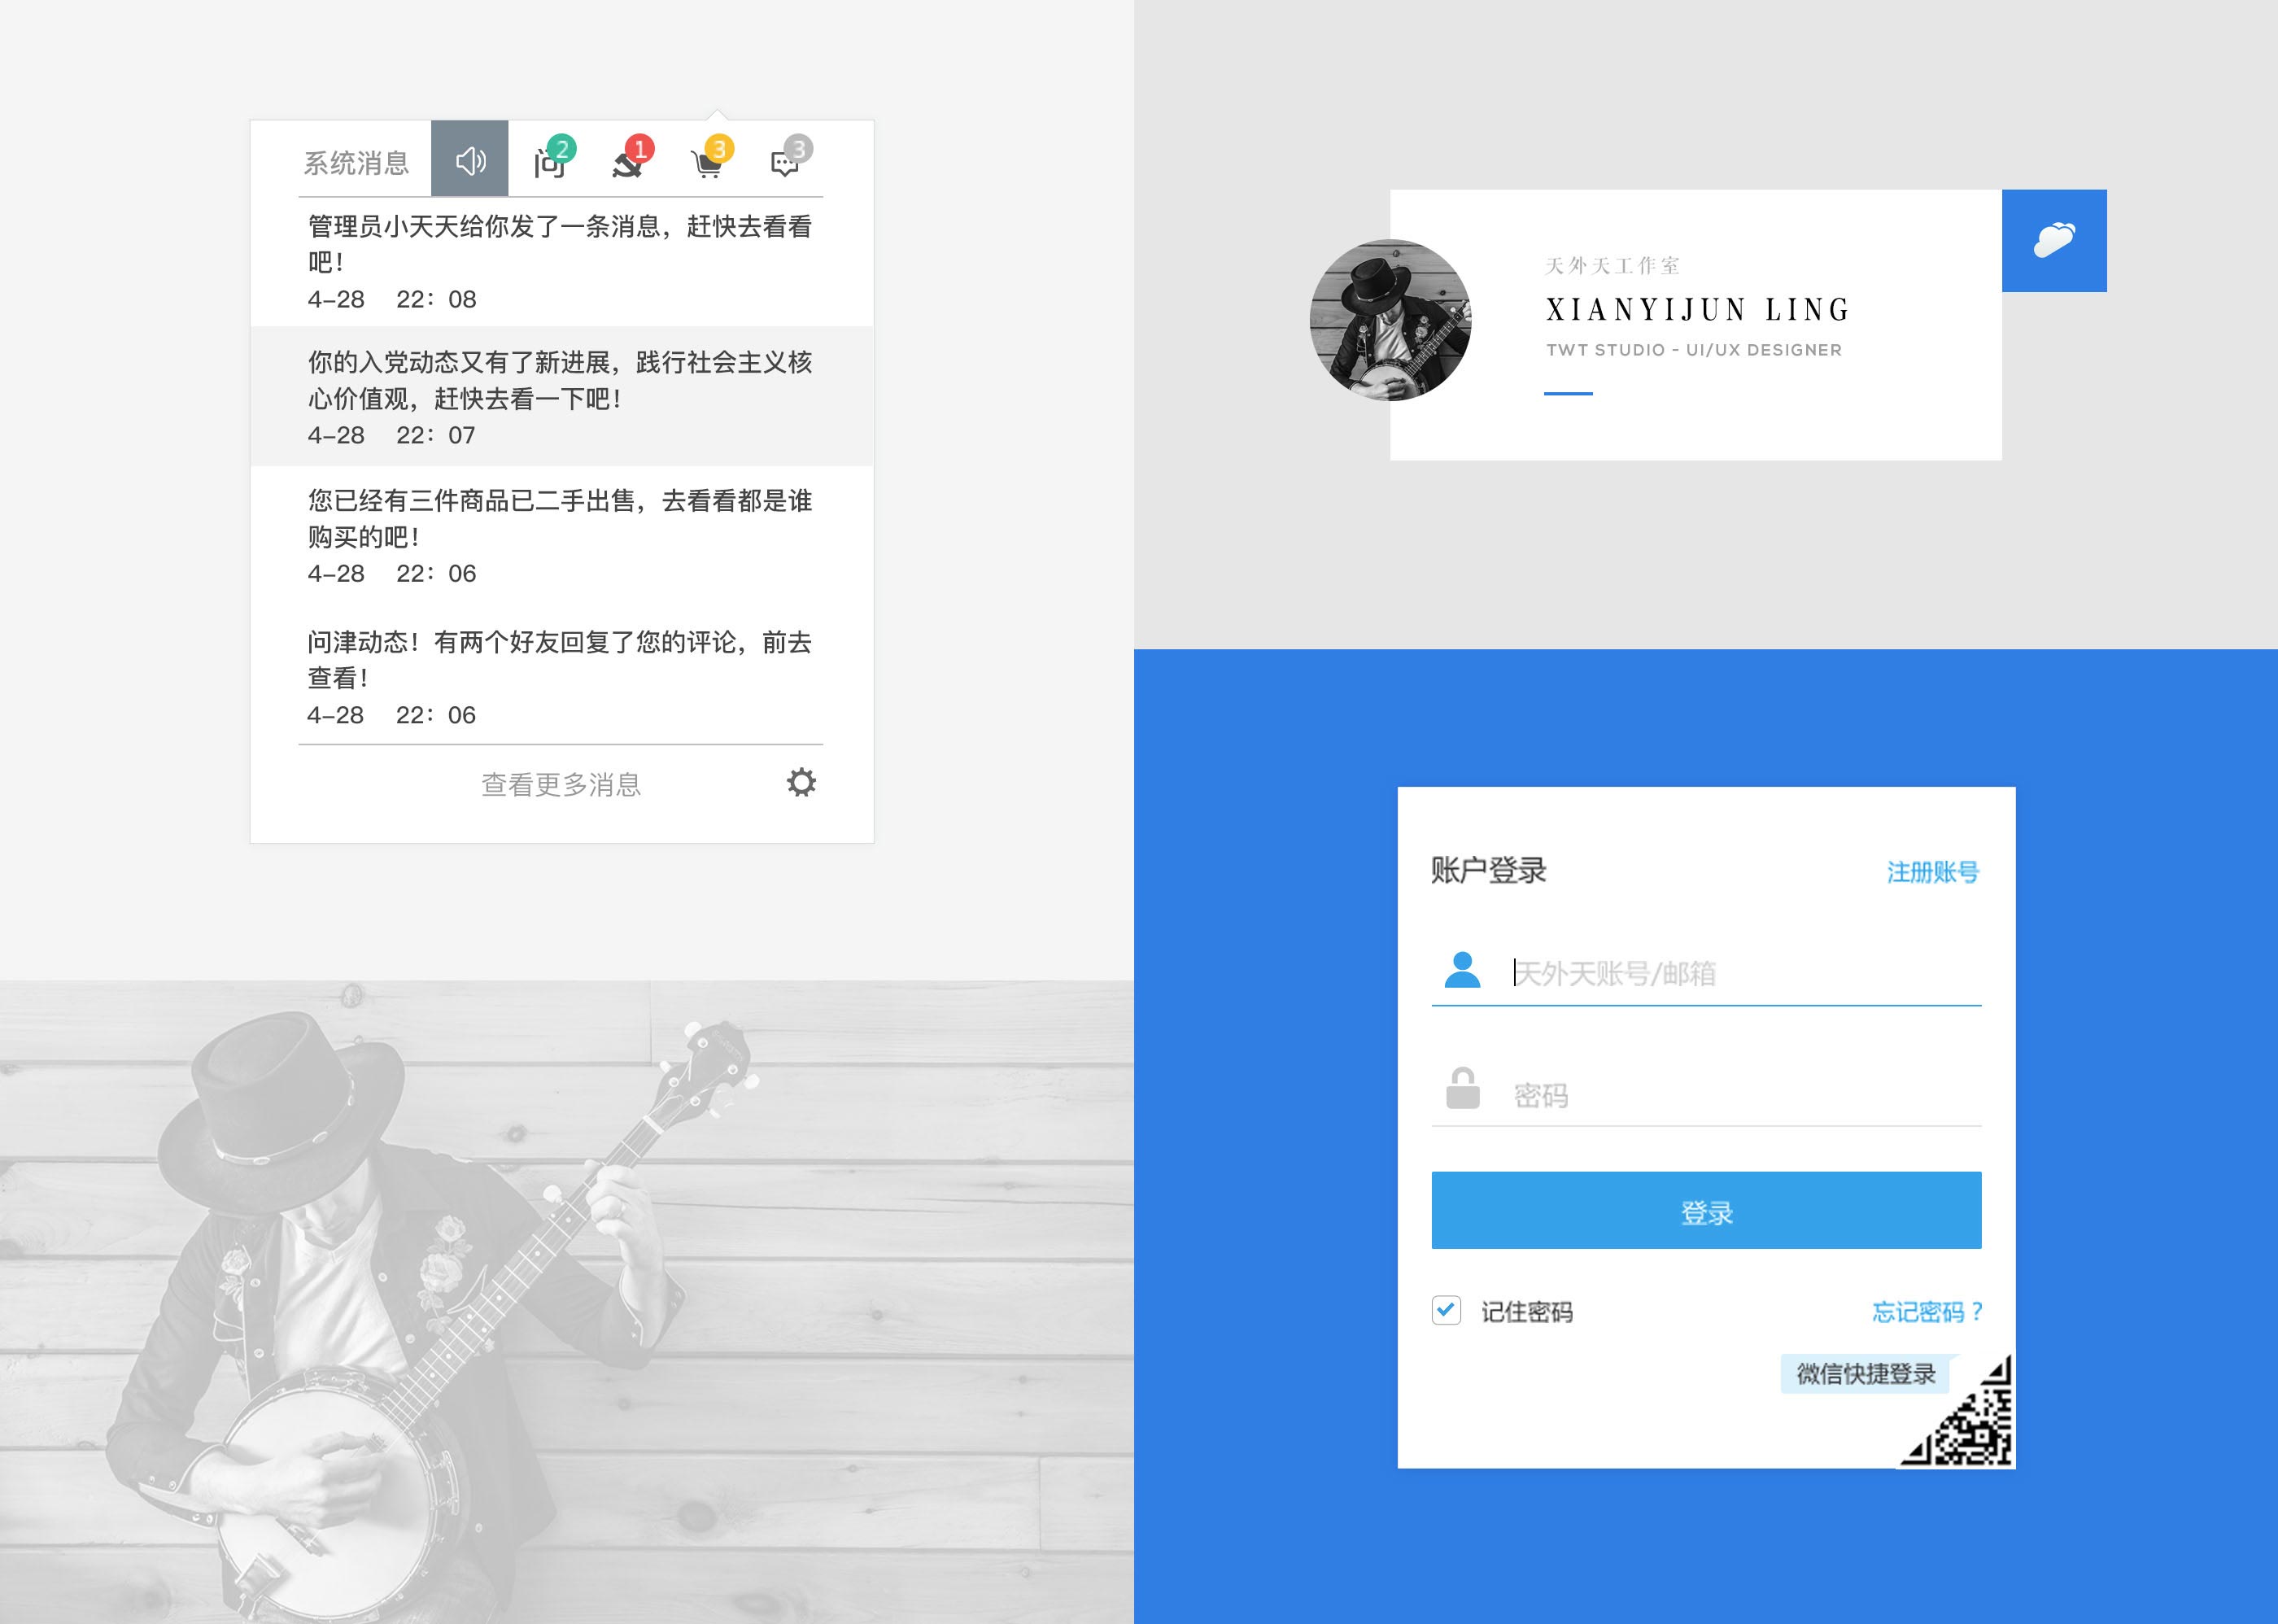 系统消息
问 2 1 3 3
管理员小天天给你发了一条消息，赶快去看看
吧！
4-28 22：08
你的入党动态又有了新进展，践行社会主义核
心价值观，赶快去看一下吧！
4-28 22：07
您已经有三件商品已二手出售，去看看都是谁
购买的吧！
4-28 22：06
问津动态！有两个好友回复了您的评论，前去
查看！
4-28 22：06
查看更多消息
天外天工作室
XIANYIJUN LING
TWT STUDIO - UI/UX DESIGNER
账户登录 注册账号
天外天账号/邮箱
密码
登录
记住密码 忘记密码？
微信快捷登录